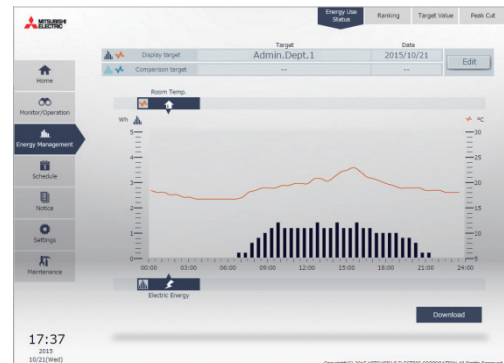 MITSUBISHI
ELECTRIC
Energy Use
Status
Ranking
Target Value
Peak Cut
Target
Date
Display target
Admin.Dept.1
2015/10/21
Comparison target
--
--
Edit
Home
Monitor/Operation
Energy Management
Schedule
Notice
Settings
Maintenance
Room Temp.
Wh
°C
5
4
3
2
1
0
30
25
20
15
10
5
00:00
03:00
06:00
09:00
12:00
15:00
18:00
21:00
24:00
Electric Energy
Download
17:37
2015
10/21(Wed)